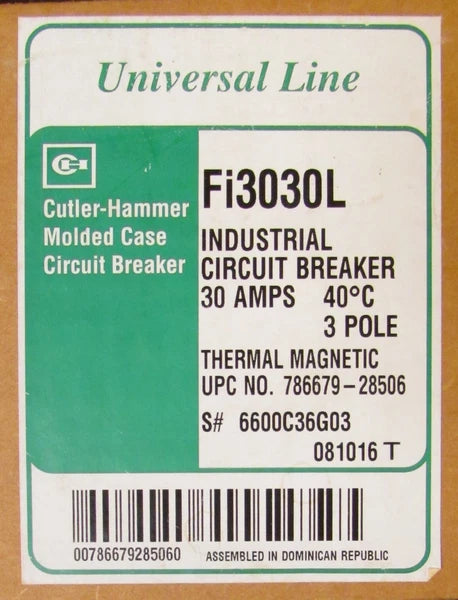 Universal Line
CH
Cutler-Hammer
Molded Case
Circuit Breaker
Fi3030L
INDUSTRIAL
CIRCUIT BREAKER
30 AMPS 40°C
3 POLE
THERMAL MAGNETIC
UPC NO. 786679-28506
S# 6600C36G03
081016 T
00786679285060 ASSEMBLED IN DOMINICAN REPUBLIC